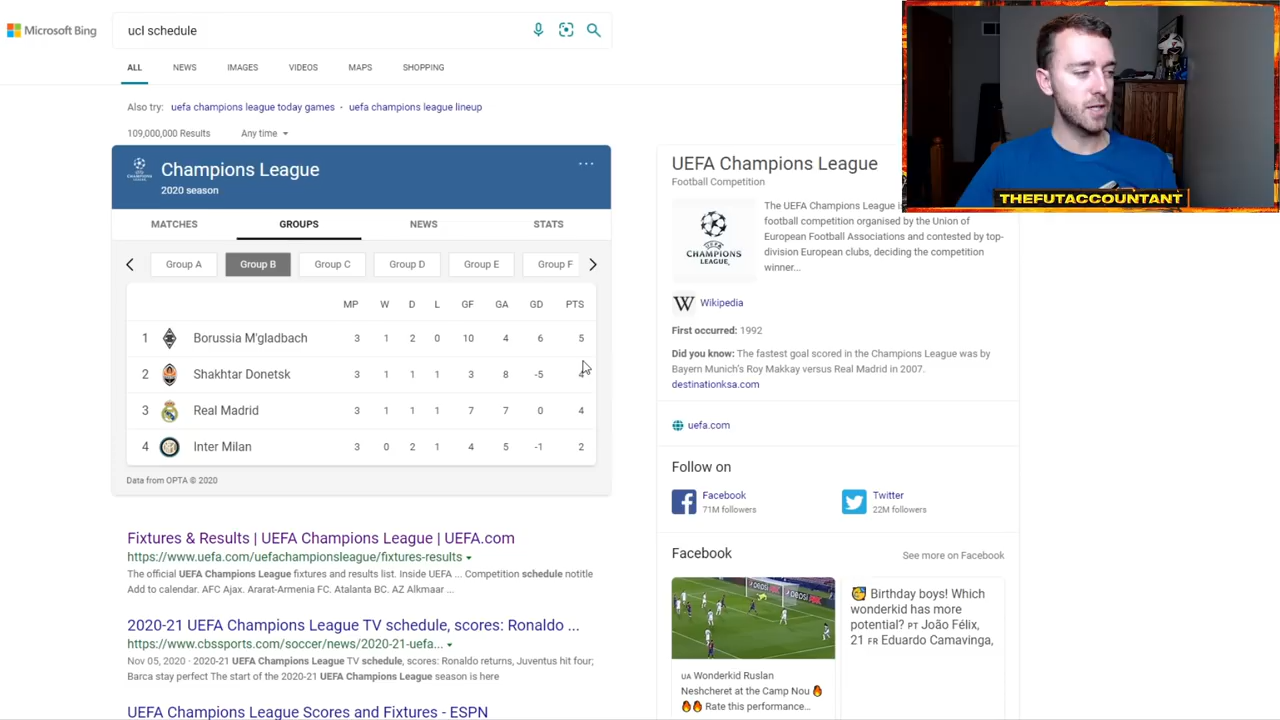 Microsoft Bing
ucl schedule
ALL NEWS IMAGES VIDEOS MAPS SHOPPING
Also try: uefa champions league today games · uefa champions league lineup
109,000,000 Results Any time
Champions League
2020 season
MATCHES GROUPS NEWS STATS
Group A Group B Group C Group D Group E Group F
MP W D L GF GA GD PTS
1 Borussia M'gladbach 3 1 2 0 10 4 6 5
2 Shakhtar Donetsk 3 1 1 1 3 8 -5 4
3 Real Madrid 3 1 1 1 7 7 0 4
4 Inter Milan 3 0 2 1 4 5 -1 2
Data from OPTA © 2020
Fixtures & Results | UEFA Champions League | UEFA.com
https://www.uefa.com/uefachampionsleague/fixtures-results
The official UEFA Champions League fixtures and results list. Inside UEFA ... Competition schedule notitle
Add to calendar. AFC Ajax. Ararat-Armenia FC. Atalanta BC. AZ Alkmaar ...
2020-21 UEFA Champions League TV schedule, scores: Ronaldo ...
https://www.cbssports.com/soccer/news/2020-21-uefa...
Nov 05, 2020 · 2020-21 UEFA Champions League TV schedule, scores: Ronaldo returns, Juventus hit four;
Barca stay perfect The start of the 2020-21 UEFA Champions League season is here
UEFA Champions League Scores and Fixtures - ESPN
UEFA Champions League
Football Competition
UEFA
CHAMPIONS
LEAGUE
The UEFA Champions League
football competition organised by the Union of
European Football Associations and contested by top-
division European clubs, deciding the competition
winner...
Wikipedia
First occurred: 1992
Did you know: The fastest goal scored in the Champions League was by
Bayern Munich's Roy Makkay versus Real Madrid in 2007.
destinationksa.com
uefa.com
Follow on
Facebook
71M followers
Twitter
22M followers
Facebook See more on Facebook
pepsi MAX
UA Wonderkid Ruslan
Neshcheret at the Camp Nou
Rate this performance...
Birthday boys! Which
wonderkid has more
potential? PT João Félix,
21 FR Eduardo Camavinga,
THEFUTACCOUNTANT